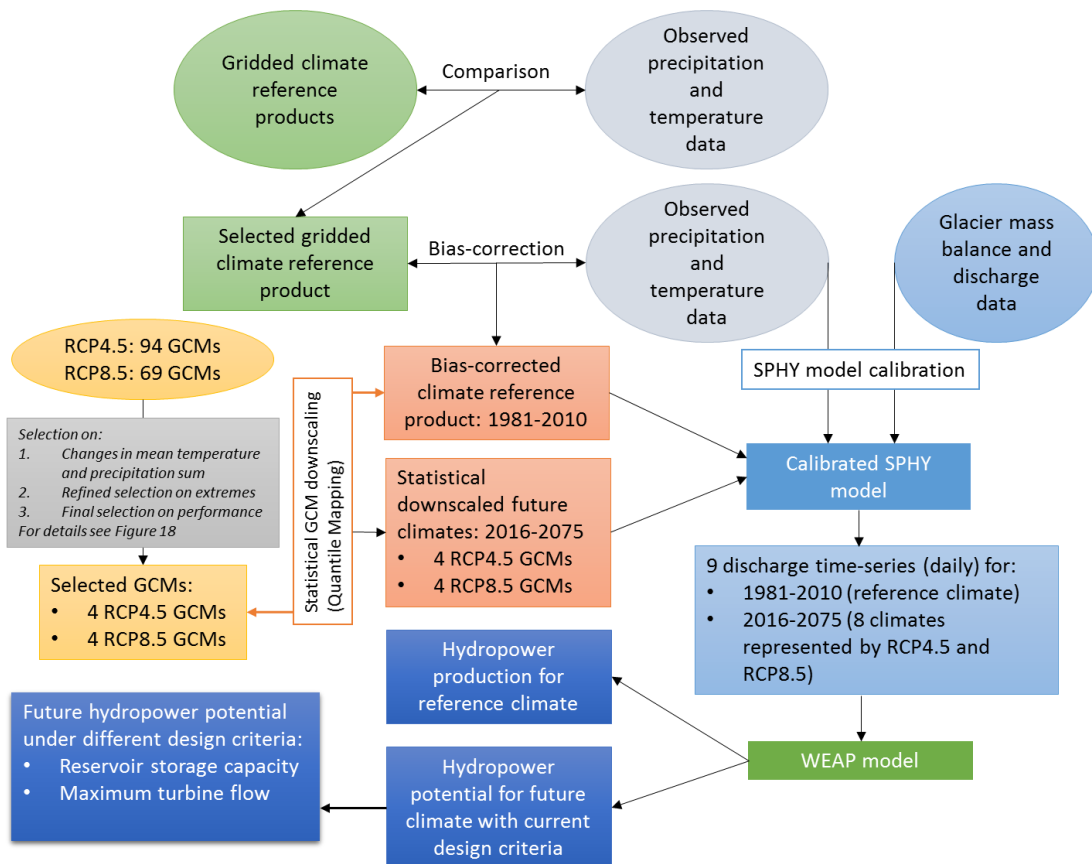 Gridded climate
reference
products
Comparison
Observed
precipitation
and
temperature
data
Selected gridded
climate reference
product
Bias-correction
Observed
precipitation
and
temperature
data
Glacier mass
balance and
discharge
data
RCP4.5: 94 GCMs
RCP8.5: 69 GCMs
Selection on:
1. Changes in mean temperature
and precipitation sum
2. Refined selection on extremes
3. Final selection on performance
For details see Figure 18
Selected GCMs:
• 4 RCP4.5 GCMs
• 4 RCP8.5 GCMs
Statistical GCM downscaling
(Quantile Mapping)
Bias-corrected
climate reference
product: 1981-2010
Statistical
downscaled future
climates: 2016-2075
• 4 RCP4.5 GCMs
• 4 RCP8.5 GCMs
SPHY model calibration
Calibrated SPHY
model
9 discharge time-series (daily) for:
• 1981-2010 (reference climate)
• 2016-2075 (8 climates
represented by RCP4.5 and
RCP8.5)
WEAP model
Hydropower
production for
reference climate
Hydropower
potential for future
climate with current
design criteria
Future hydropower potential
under different design criteria:
• Reservoir storage capacity
• Maximum turbine flow